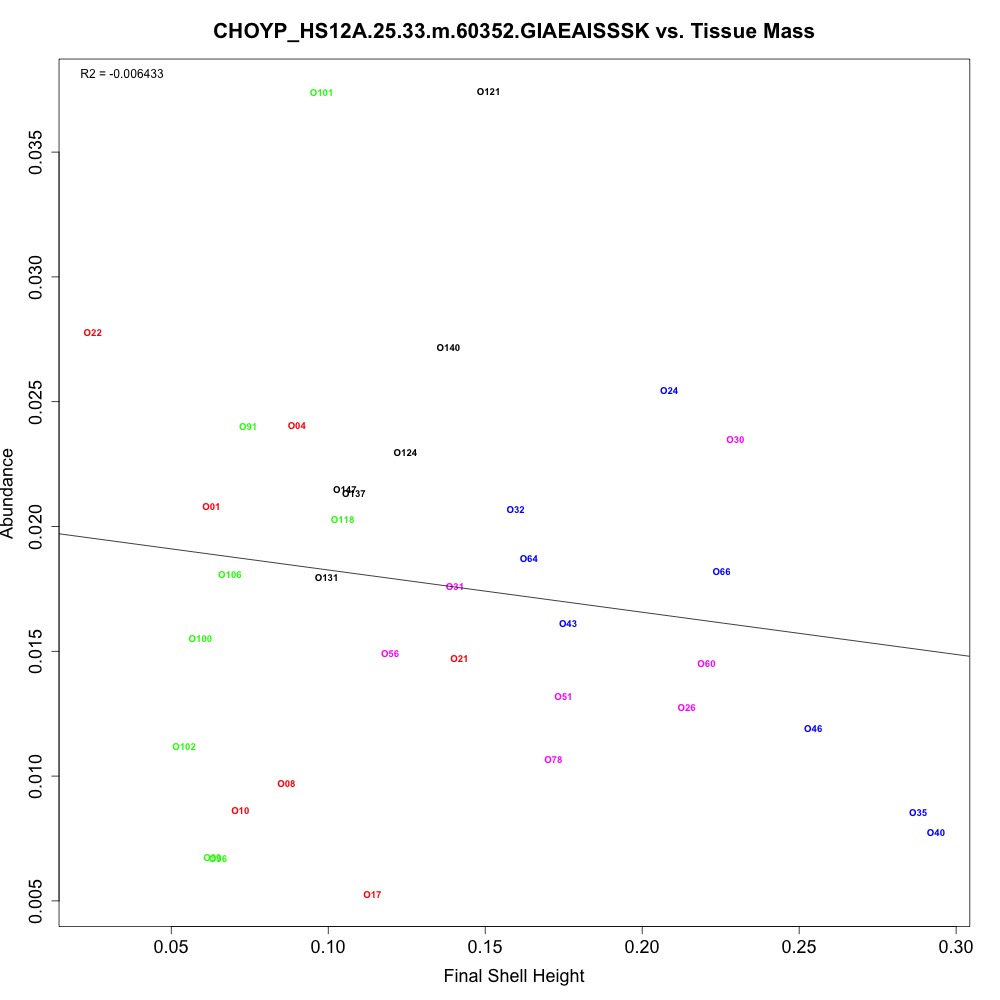 CHOYP_HS12A.25.33.m.60352.GIAEAISSSK vs. Tissue Mass
R2 = -0.006433
O101
O121
0.035
0.030
O22
O140
O24
0.025
O91
O04
O30
O124
O147
O137
O01
O32
O118
0.020
O64
O66
O106
O131
O31
O43
O100
O56
O21
0.015
O60
O51
O26
O46
O102
O78
0.010
O08
O10
O35
O40
O17
0.005
Abundance
0.05 0.10 0.15 0.20 0.25 0.30
Final Shell Height